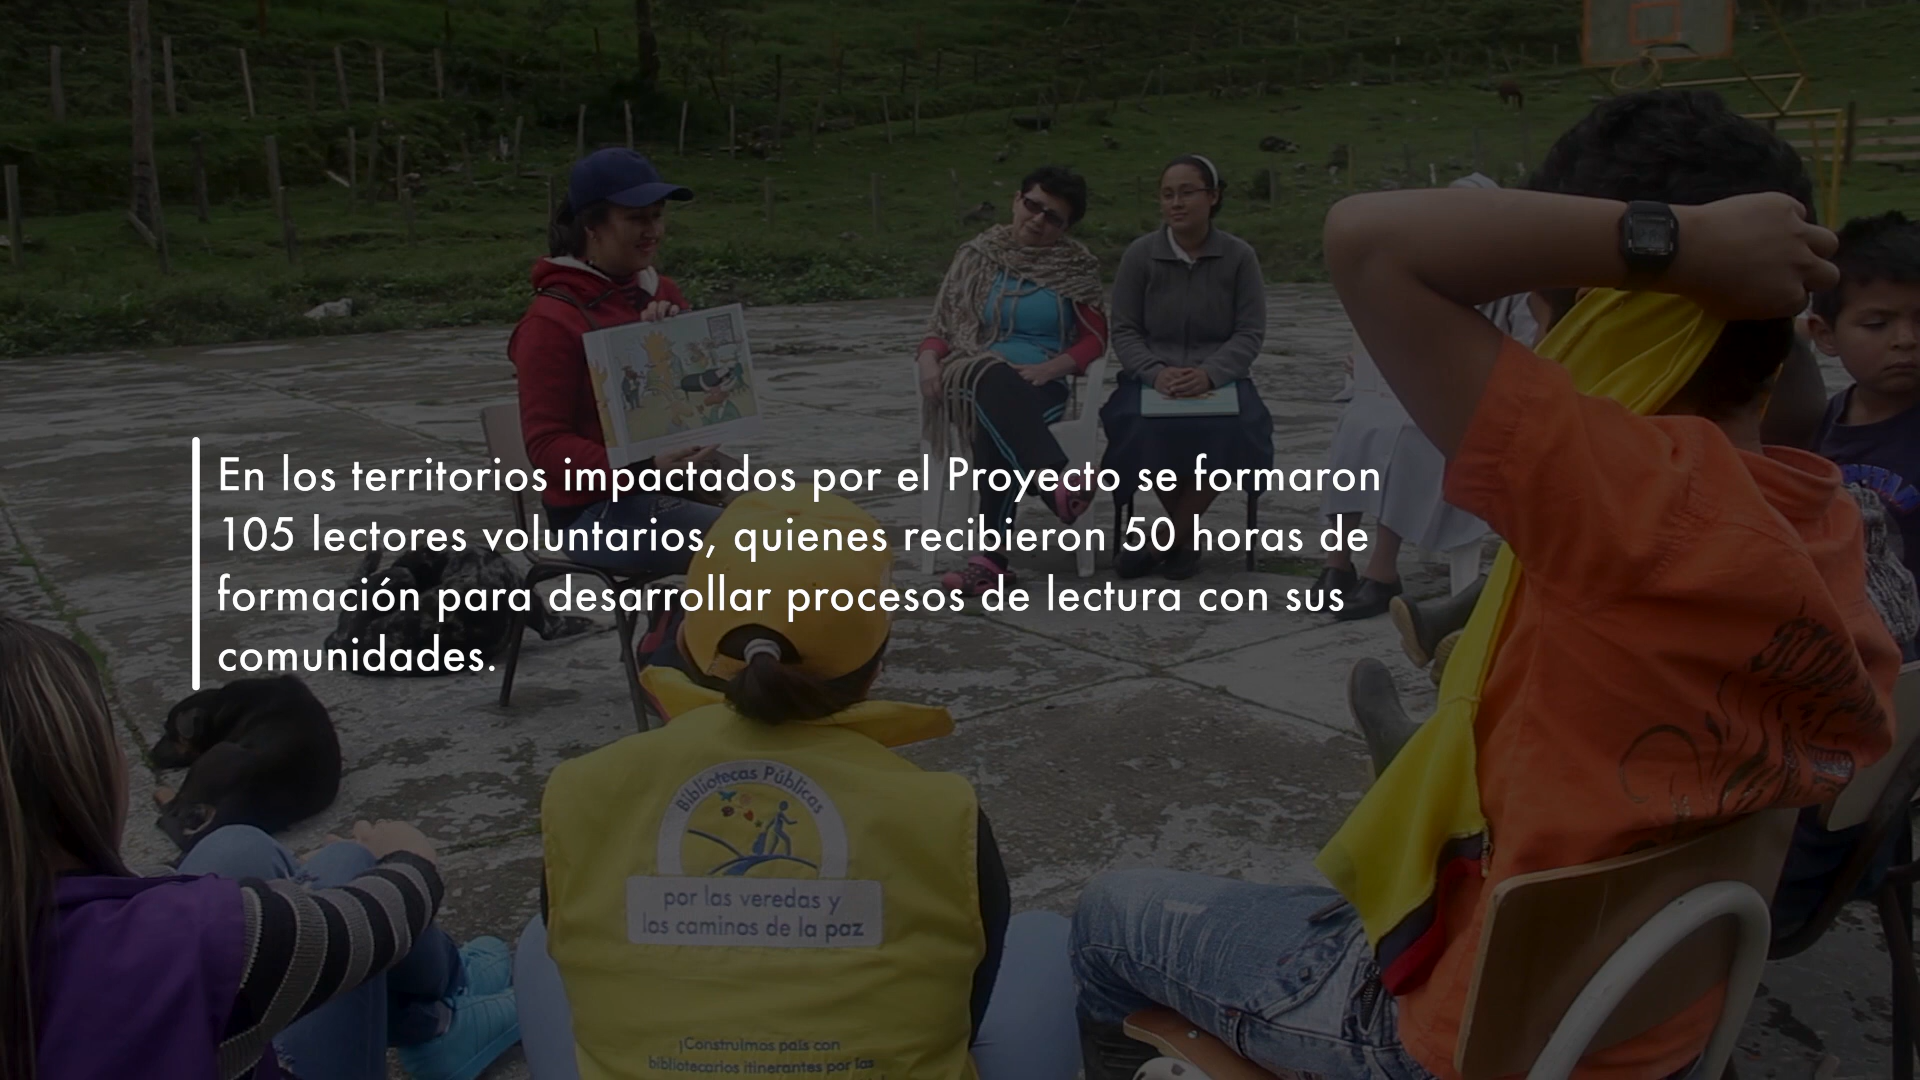 En los territorios impactados por el Proyecto se formaron
105 lectores voluntarios, quienes recibieron 50 horas de
formación para desarrollar procesos de lectura con sus
comunidades.
Bibliotecas Públicas
por las veredas y
los caminos de la paz
¡Construimos país con
bibliotecarios itinerantes por las